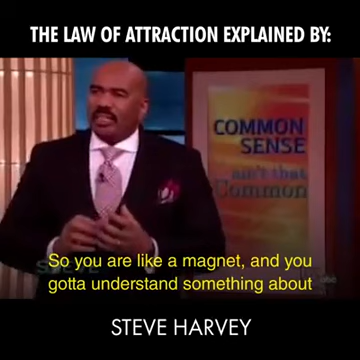 THE LAW OF ATTRACTION EXPLAINED BY:
COMMON
SENSE
ain't that
Common
So you are like a magnet, and you
gotta understand something about
STEVE HARVEY